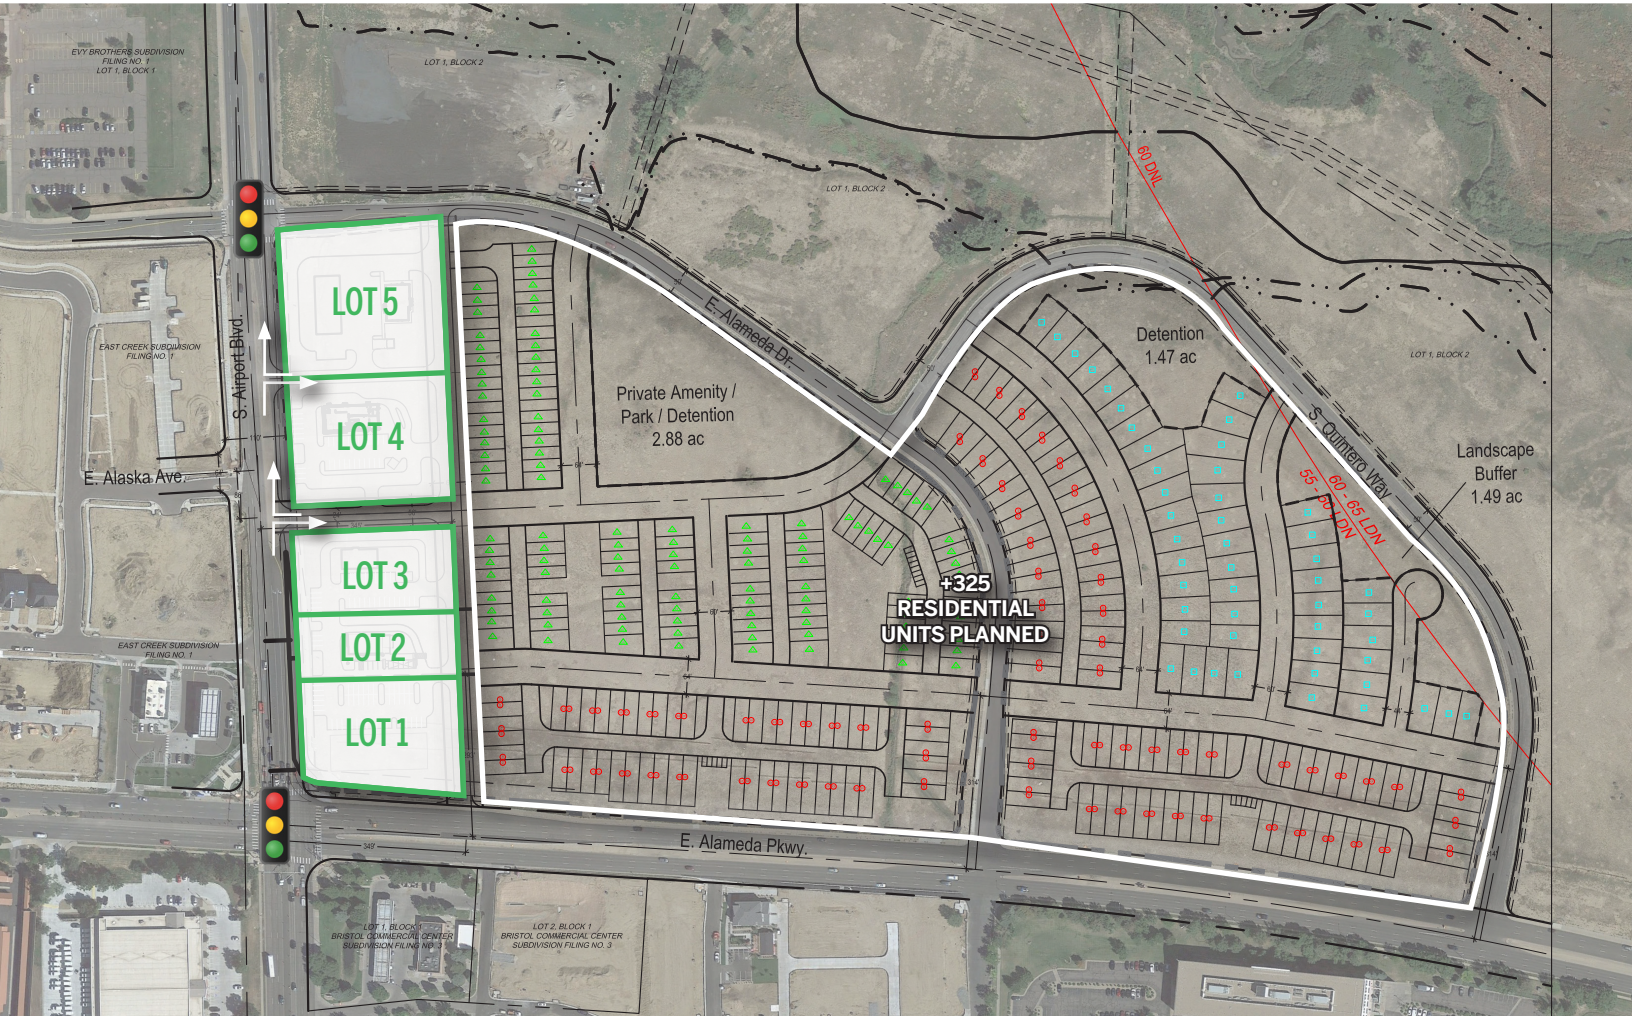 EVY BROTHERS SUBDIVISION
FILING NO. 1
LOT 1, BLOCK 1
LOT 1, BLOCK 2
60 DNL
LOT 1, BLOCK 2
LOT 5
S. Airport Blvd.
EAST CREEK SUBDIVISION
FILING NO. 1
E. Alameda Dr.
Detention
1.47 ac
LOT 1, BLOCK 2
Private Amenity /
Park / Detention
2.88 ac
LOT 4
S. Quintero Way
Landscape
Buffer
1.49 ac
E. Alaska Ave.
60 - 65 LDN
55 - 60 LDN
LOT 3
+325
RESIDENTIAL
UNITS PLANNED
LOT 2
EAST CREEK SUBDIVISION
FILING NO. 1
LOT 1
E. Alameda Pkwy.
349'
LOT 1, BLOCK 1
BRISTOL COMMERCIAL CENTER
SUBDIVISION FILING NO. 3
LOT 2, BLOCK 1
BRISTOL COMMERCIAL CENTER
SUBDIVISION FILING NO. 3